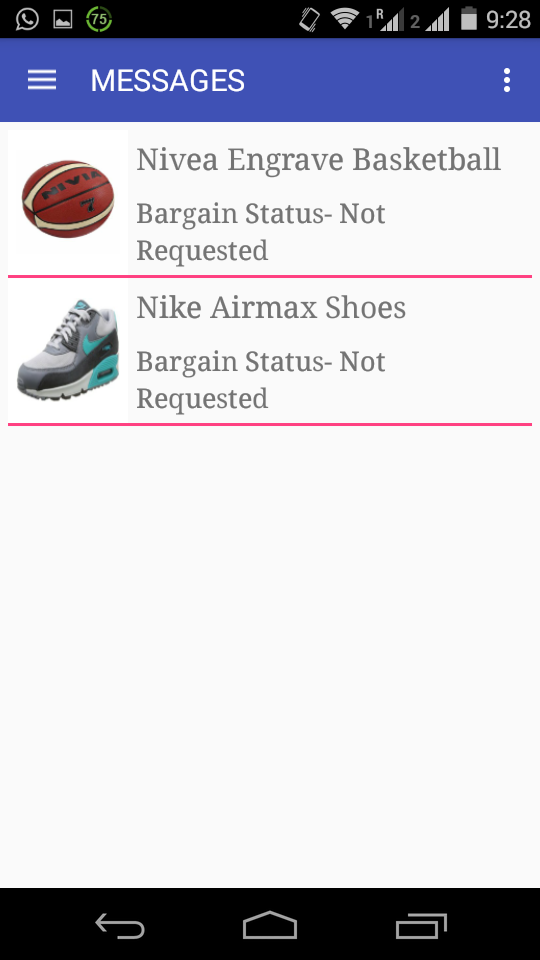 75 1 R 2 9:28
MESSAGES
Nivea Engrave Basketball
NIVIA
7
Bargain Status- Not
Requested
Nike Airmax Shoes
Bargain Status- Not
Requested